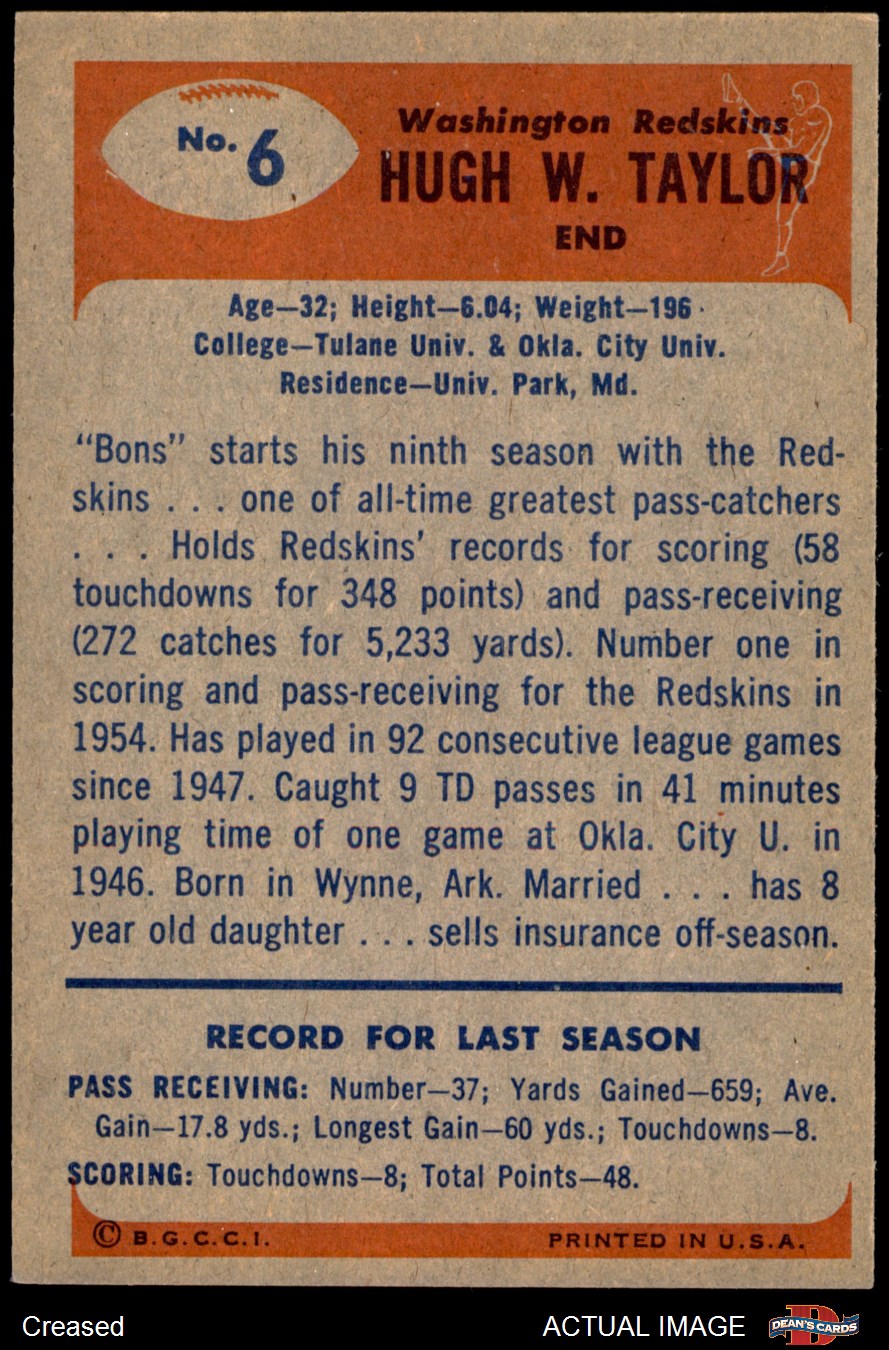 No. 6
Washington Redskins
HUGH W. TAYLOR
END
Age—32; Height—6.04; Weight—196
College—Tulane Univ. & Okla. City Univ.
Residence—Univ. Park, Md.
"Bons" starts his ninth season with the Red-
skins . . . one of all-time greatest pass-catchers
. . . Holds Redskins' records for scoring (58
touchdowns for 348 points) and pass-receiving
(272 catches for 5,233 yards). Number one in
scoring and pass-receiving for the Redskins in
1954. Has played in 92 consecutive league games
since 1947. Caught 9 TD passes in 41 minutes
playing time of one game at Okla. City U. in
1946. Born in Wynne, Ark. Married . . . has 8
year old daughter . . . sells insurance off-season.
RECORD FOR LAST SEASON
PASS RECEIVING: Number—37; Yards Gained—659; Ave.
Gain—17.8 yds.; Longest Gain—60 yds.; Touchdowns—8.
SCORING: Touchdowns—8; Total Points—48.
© B.G.C.C.I. PRINTED IN U.S.A.
Creased ACTUAL IMAGE DEAN'S CARDS